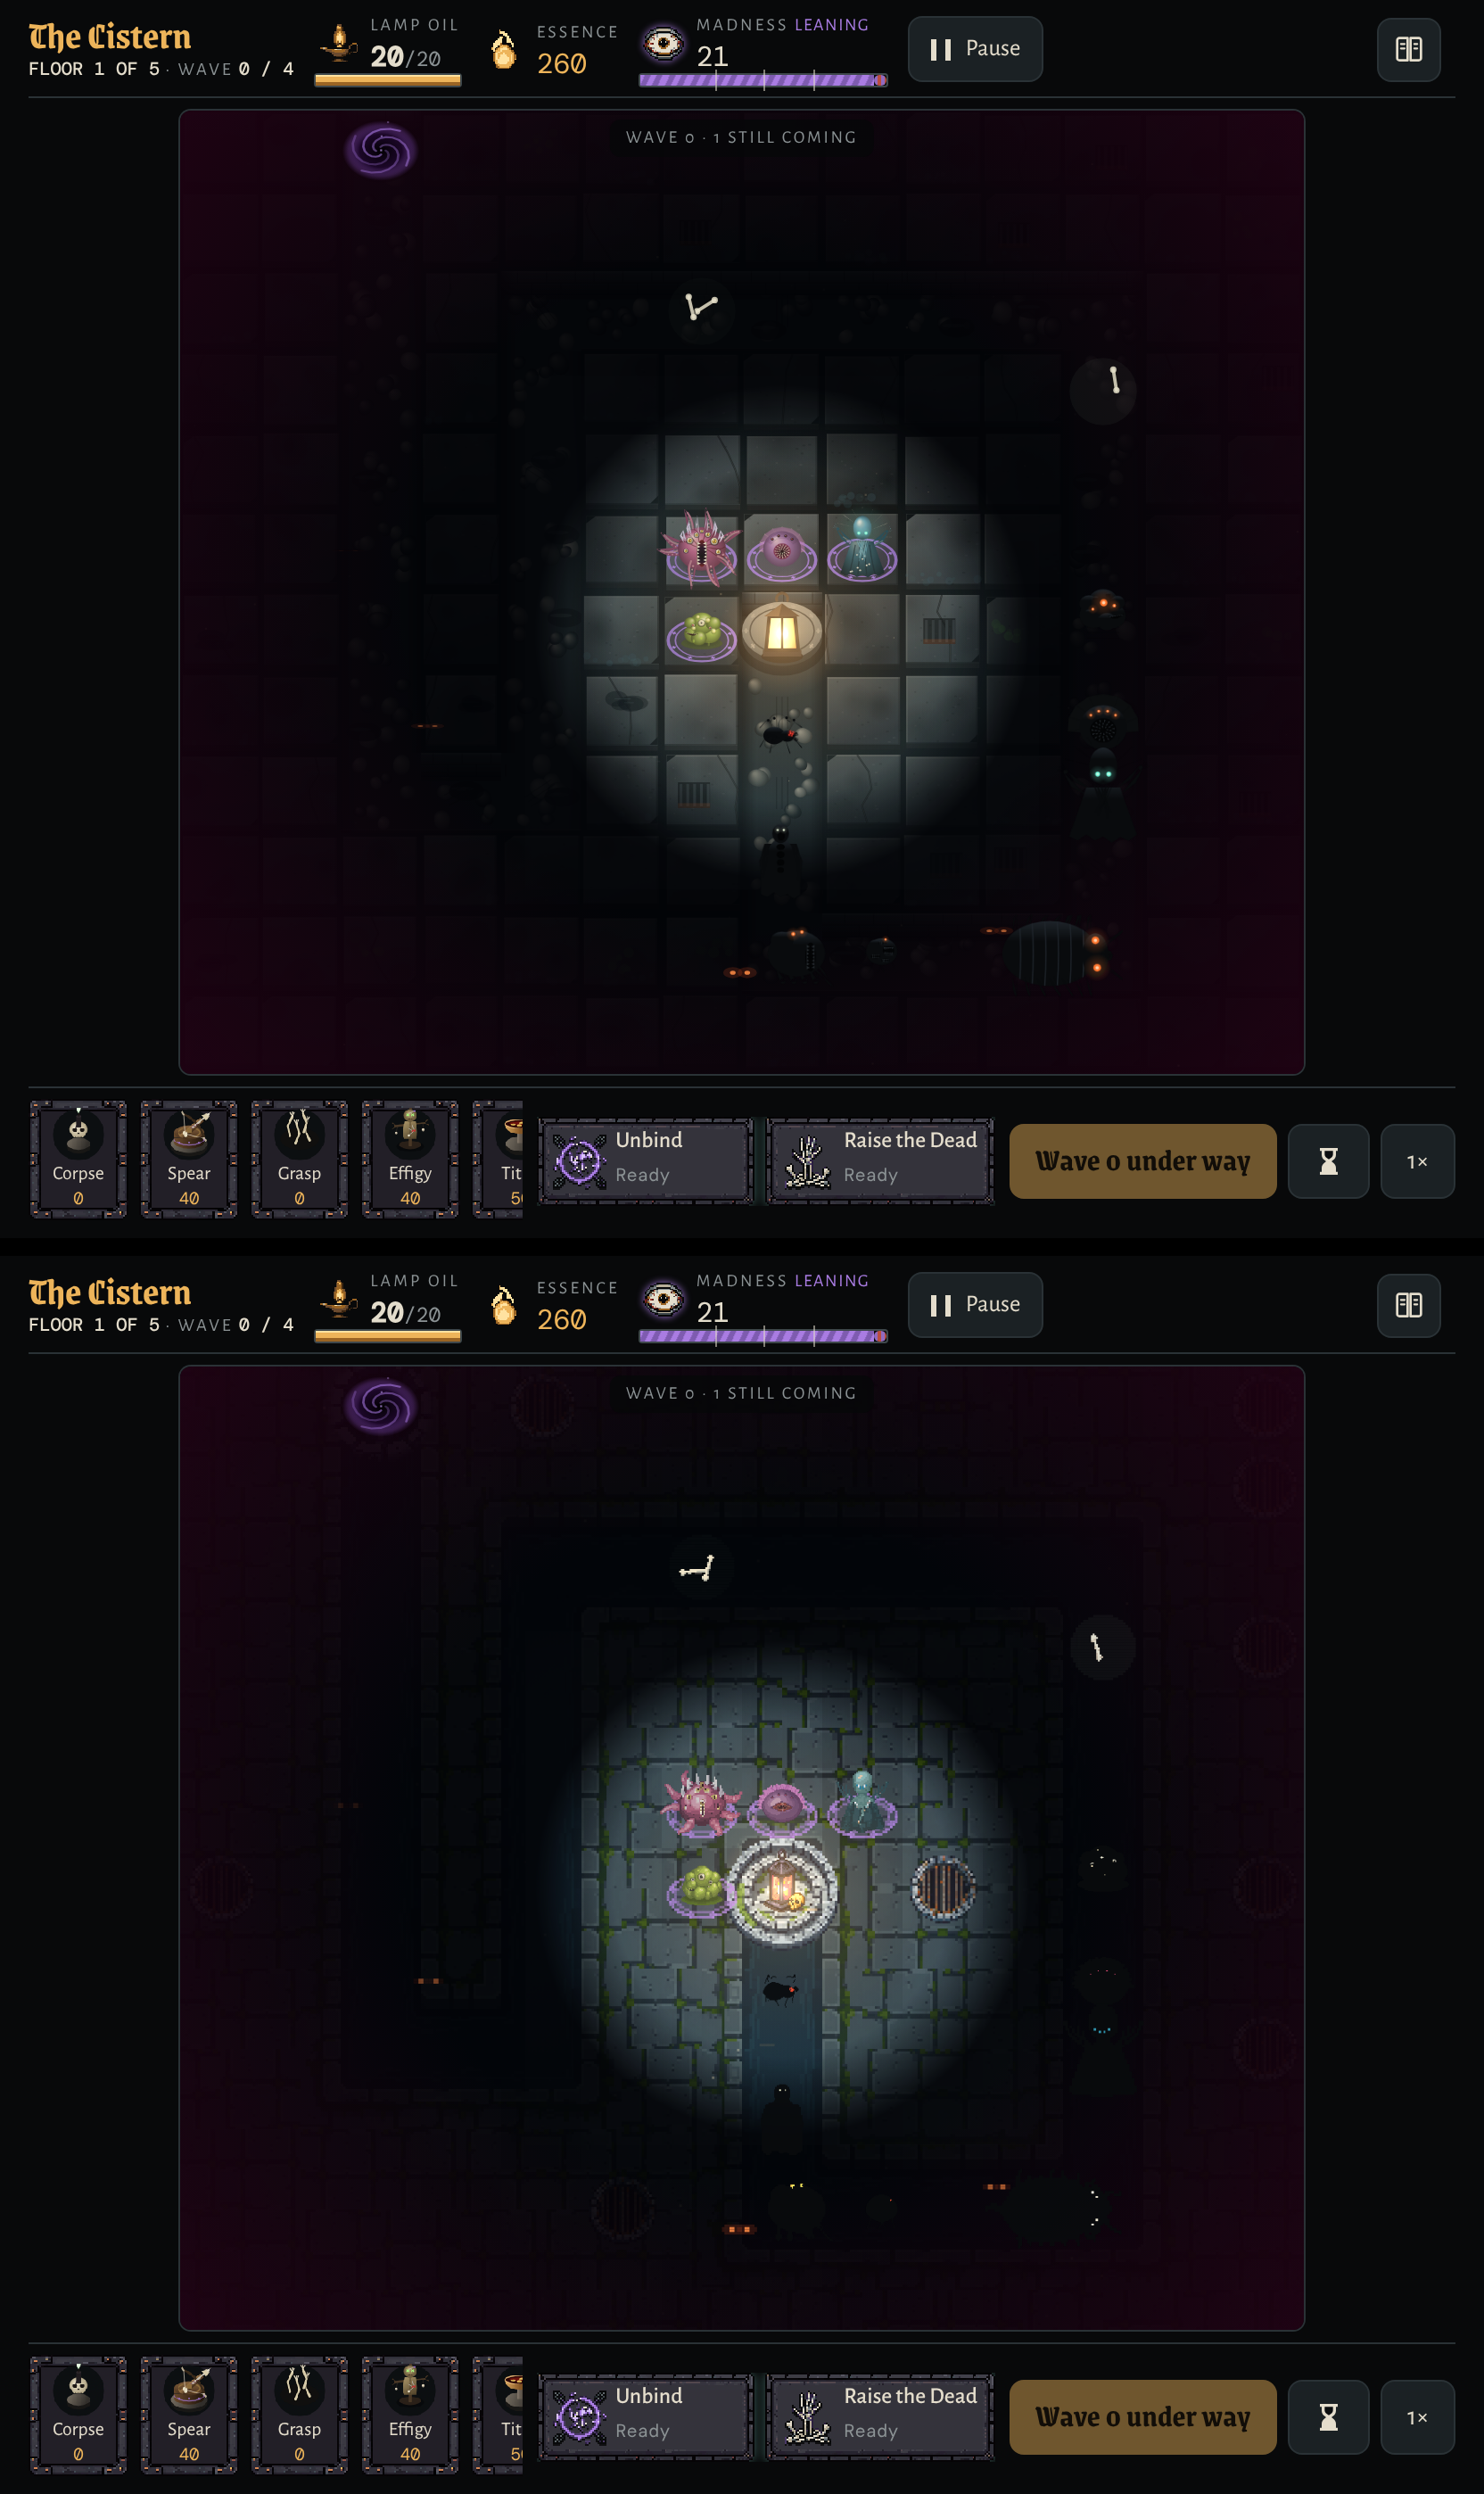 The Cistern
FLOOR 1 OF 5 · WAVE 0 / 4
LAMP OIL
20/20
ESSENCE
260
MADNESS LEANING
21
Pause
WAVE 0 · 1 STILL COMING
Corpse
0
Spear
40
Grasp
0
Effigy
40
Tit
5
Unbind
Ready
Raise the Dead
Ready
Wave 0 under way
1×
The Cistern
FLOOR 1 OF 5 · WAVE 0 / 4
LAMP OIL
20/20
ESSENCE
260
MADNESS LEANING
21
Pause
WAVE 0 · 1 STILL COMING
Corpse
0
Spear
40
Grasp
0
Effigy
40
Tit
5
Unbind
Ready
Raise the Dead
Ready
Wave 0 under way
1×